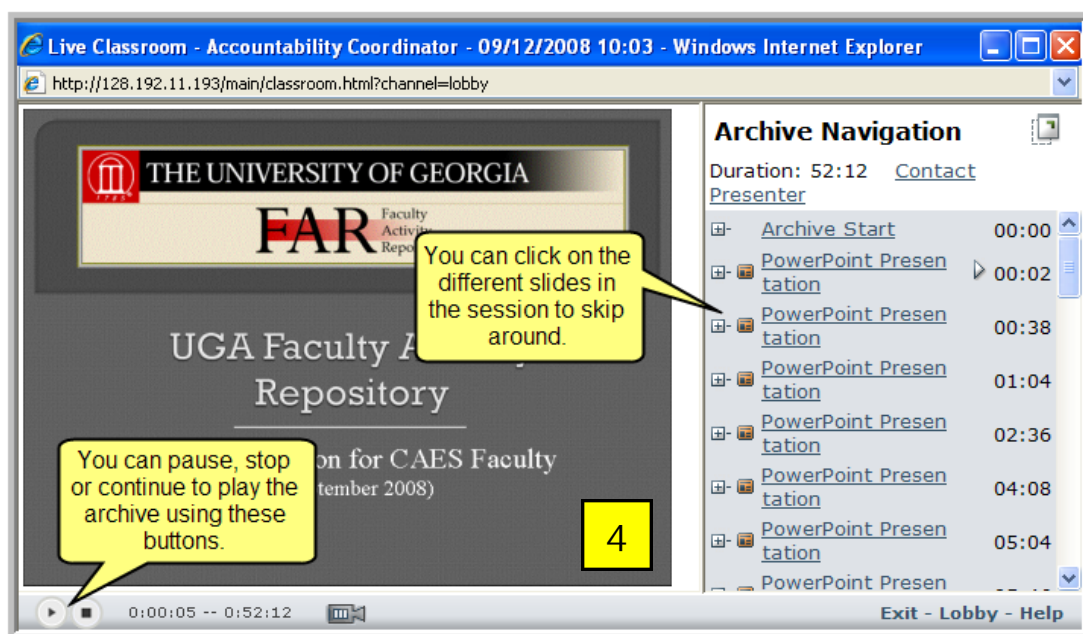 Live Classroom - Accountability Coordinator - 09/12/2008 10:03 - Windows Internet Explorer
http://128.192.11.193/main/classroom.html?channel=lobby
THE UNIVERSITY OF GEORGIA
1785
FAR
Faculty
Activity
You can click on the
different slides in
the session to skip
around.
UGA Faculty
Repository
for CAES Faculty
2008)
You can pause, stop
or continue to play the
archive using these
buttons.
4
Archive Navigation
Duration: 52:12 Contact
Presenter
Archive Start 00:00
PowerPoint Presen
tation 00:02
PowerPoint Presen
tation 00:38
PowerPoint Presen
tation 01:04
PowerPoint Presen
tation 02:36
PowerPoint Presen
tation 04:08
PowerPoint Presen
tation 05:04
PowerPoint Presen
0:00:05 -- 0:52:12
Exit - Lobby - Help